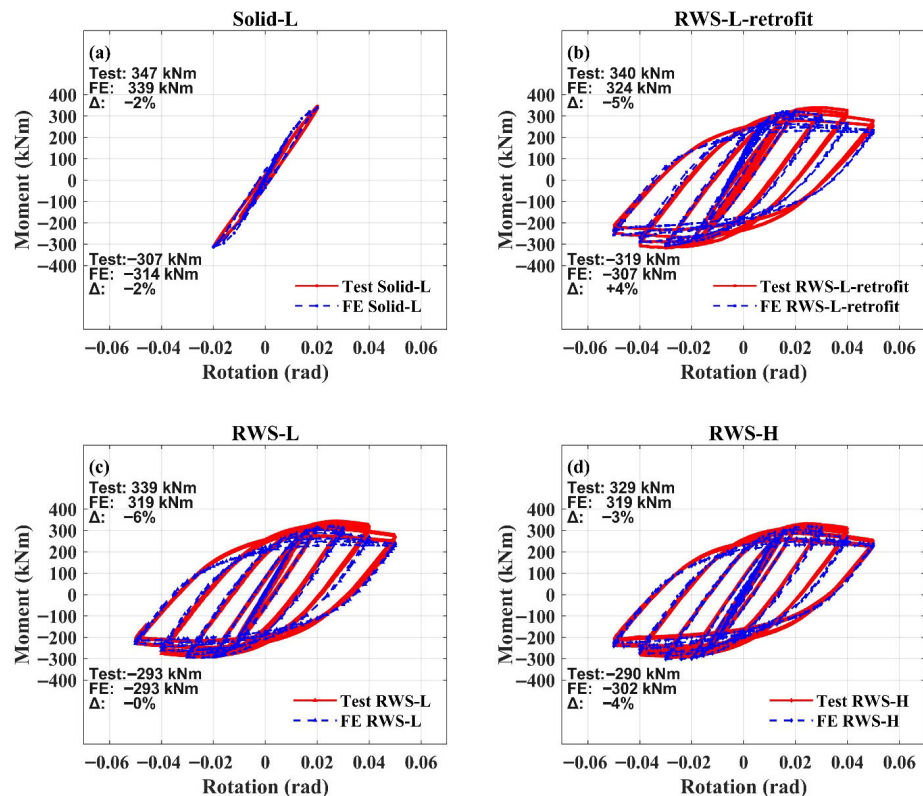 Solid-L
(a)
Test: 347 kNm
FE: 339 kNm
Δ: −2%
400
300
200
100
0
−100
−200
−300
−400
Moment (kNm)
Test:−307 kNm
FE: −314 kNm
Δ: −2%
Test Solid-L
FE Solid-L
−0.06 −0.04 −0.02 0 0.02 0.04 0.06
Rotation (rad)
RWS-L-retrofit
(b)
Test: 340 kNm
FE: 324 kNm
Δ: −5%
400
300
200
100
0
−100
−200
−300
−400
Moment (kNm)
Test:−319 kNm
FE: −307 kNm
Δ: +4%
Test RWS-L-retrofit
FE RWS-L-retrofit
−0.06 −0.04 −0.02 0 0.02 0.04 0.06
Rotation (rad)
RWS-L
(c)
Test: 339 kNm
FE: 319 kNm
Δ: −6%
400
300
200
100
0
−100
−200
−300
−400
Moment (kNm)
Test:−293 kNm
FE: −293 kNm
Δ: −0%
Test RWS-L
FE RWS-L
−0.06 −0.04 −0.02 0 0.02 0.04 0.06
Rotation (rad)
RWS-H
(d)
Test: 329 kNm
FE: 319 kNm
Δ: −3%
400
300
200
100
0
−100
−200
−300
−400
Moment (kNm)
Test:−290 kNm
FE: −302 kNm
Δ: −4%
Test RWS-H
FE RWS-H
−0.06 −0.04 −0.02 0 0.02 0.04 0.06
Rotation (rad)